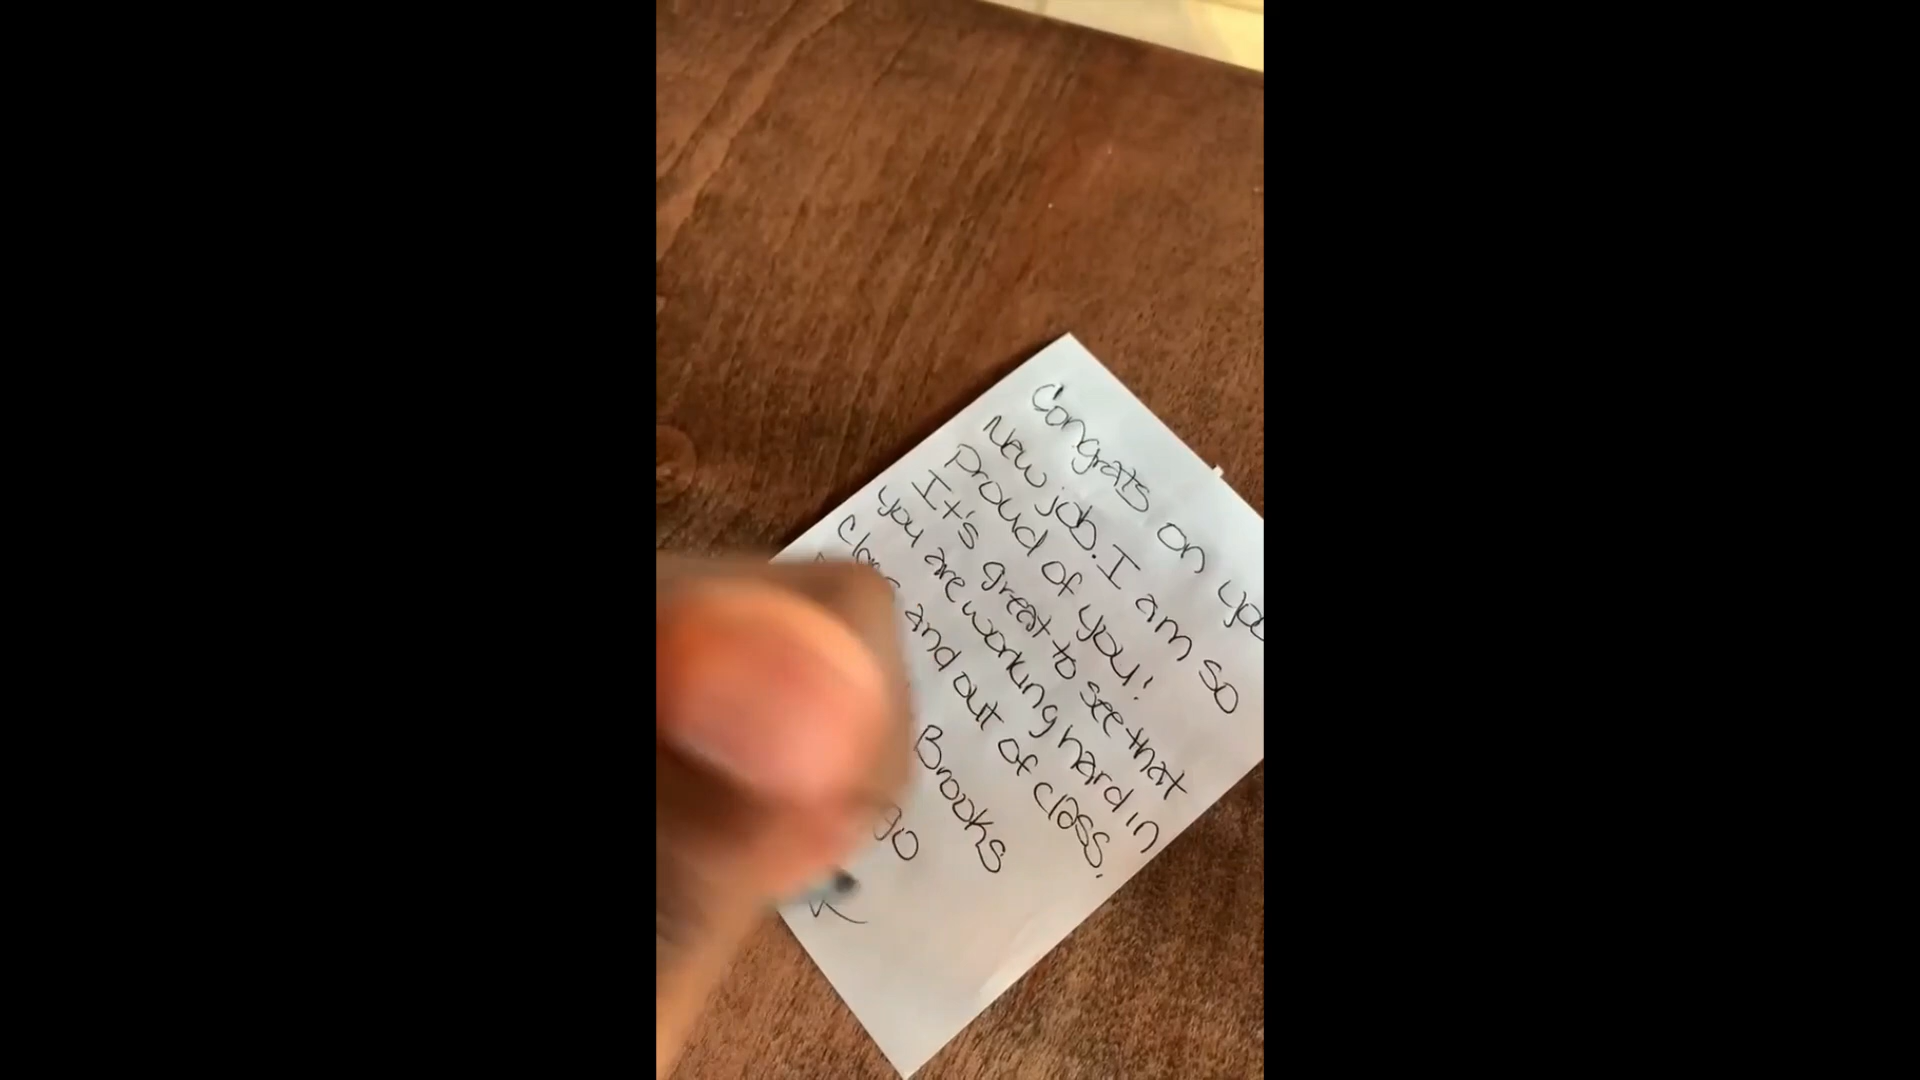 Congrats on
New job. I am so
Proud of you!
It's great to see that
you are working hard in
and out of class,
Brooks